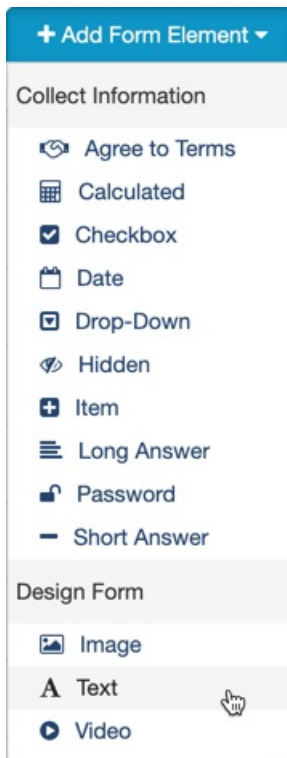 + Add Form Element
Collect Information
Agree to Terms
Calculated
Checkbox
Date
Drop-Down
Hidden
Item
Long Answer
Password
Short Answer
Design Form
Image
A Text
Video